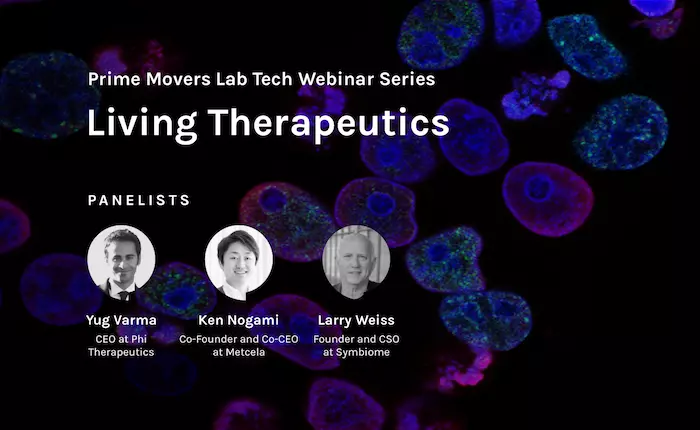 Prime Movers Lab Tech Webinar Series
Living Therapeutics
PANELISTS
Yug Varma
CEO at Phi
Therapeutics
Ken Nogami
Co-Founder and Co-CEO
at Metcela
Larry Weiss
Founder and CSO
at Symbiome